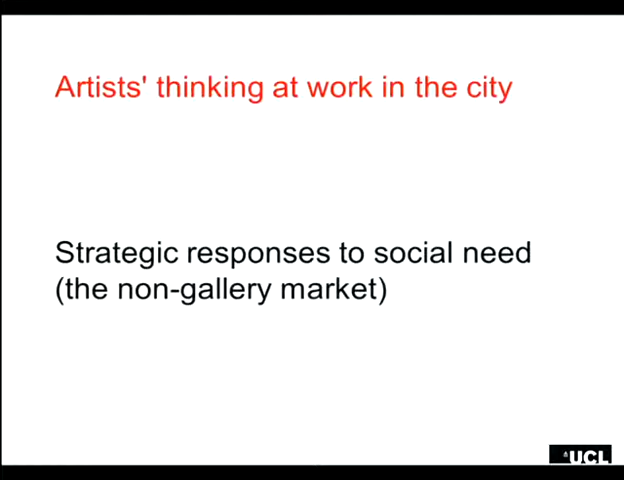 Artists' thinking at work in the city
Strategic responses to social need
(the non-gallery market)
UCL